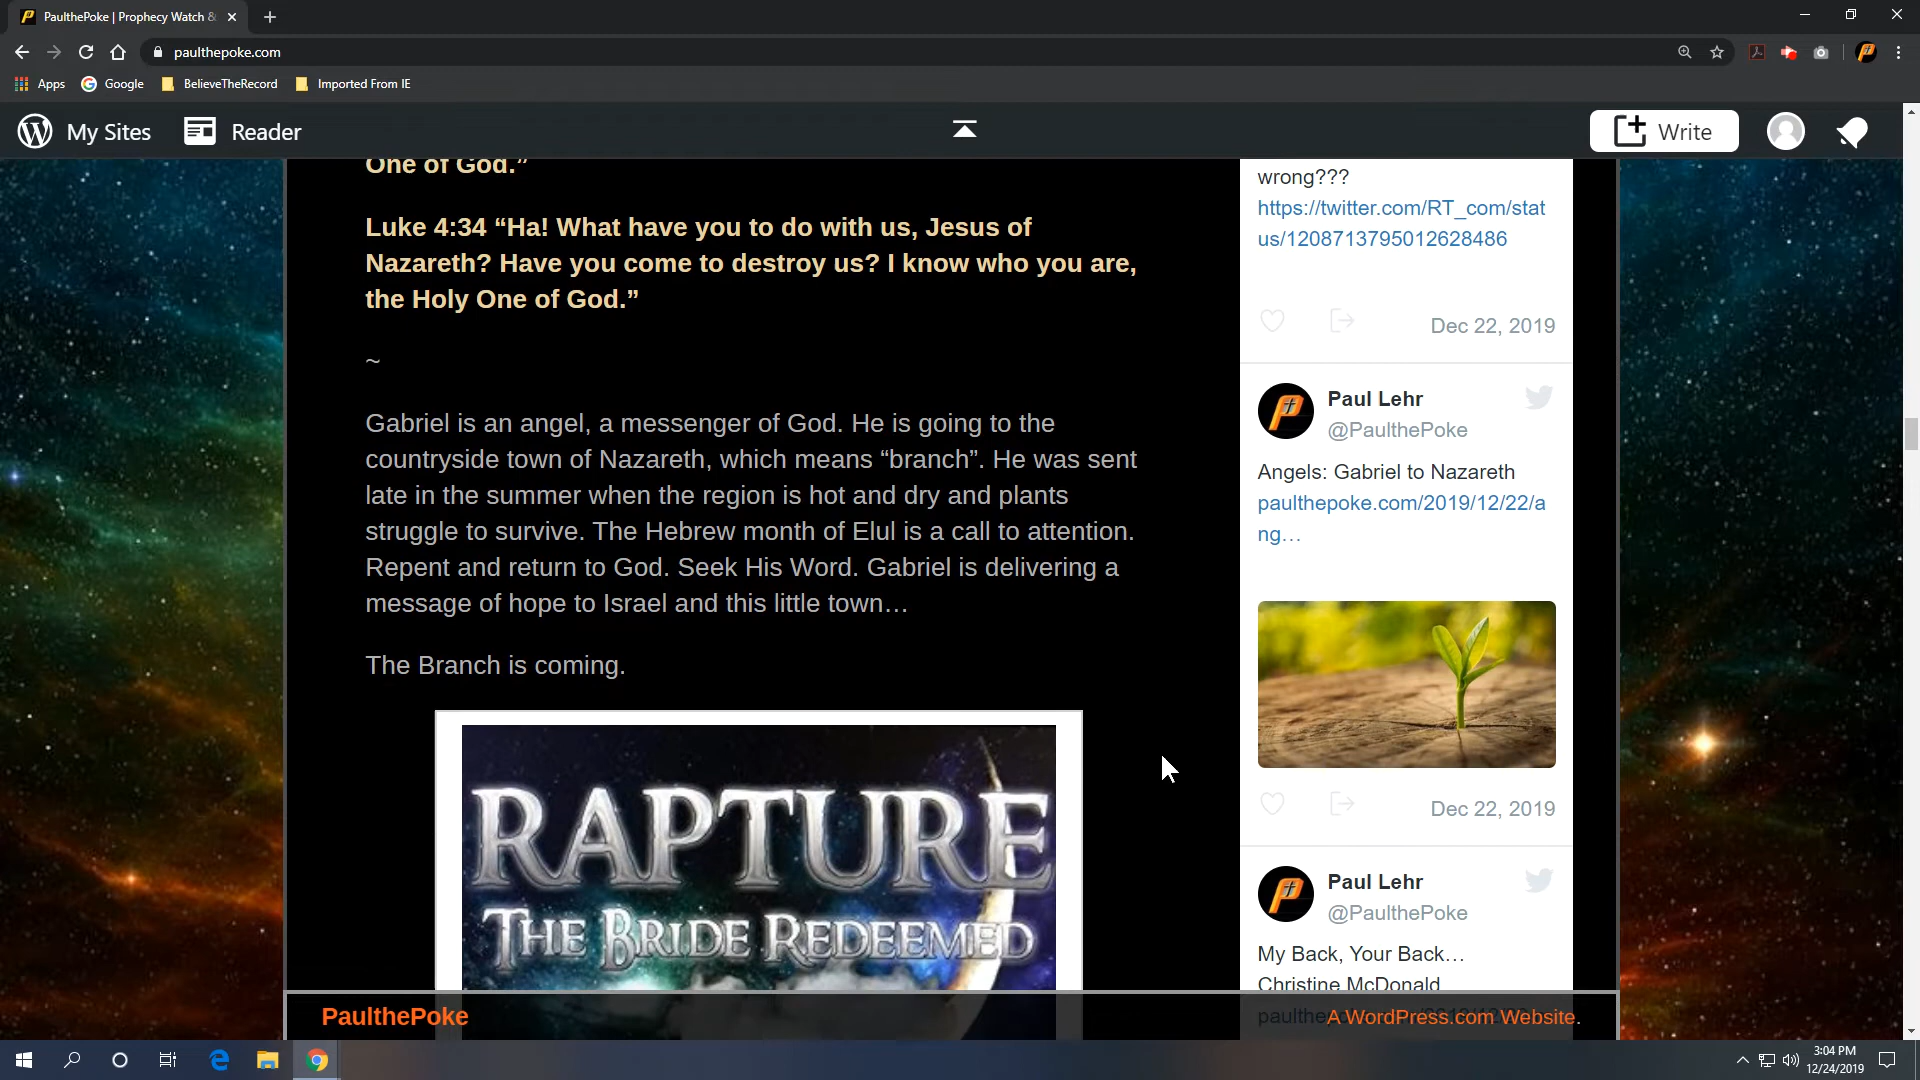 PaulthePoke | Prophecy Watch &
paulthepoke.com
Apps
Google
BelieveTheRecord
Imported From IE
My Sites
Reader
Write
One of God.”
Luke 4:34 “Ha! What have you to do with us, Jesus of
Nazareth? Have you come to destroy us? I know who you are,
the Holy One of God.”
~
Gabriel is an angel, a messenger of God. He is going to the
countryside town of Nazareth, which means “branch”. He was sent
late in the summer when the region is hot and dry and plants
struggle to survive. The Hebrew month of Elul is a call to attention.
Repent and return to God. Seek His Word. Gabriel is delivering a
message of hope to Israel and this little town…
The Branch is coming.
RAPTURE
THE BRIDE REDEEMED
wrong???
https://twitter.com/RT_com/stat
us/1208713795012628486
Dec 22, 2019
Paul Lehr
@PaulthePoke
Angels: Gabriel to Nazareth
paulthepoke.com/2019/12/22/a
ng…
Dec 22, 2019
Paul Lehr
@PaulthePoke
My Back, Your Back…
Christine McDonald
PaulthePoke
A WordPress.com Website.
3:04 PM
12/24/2019